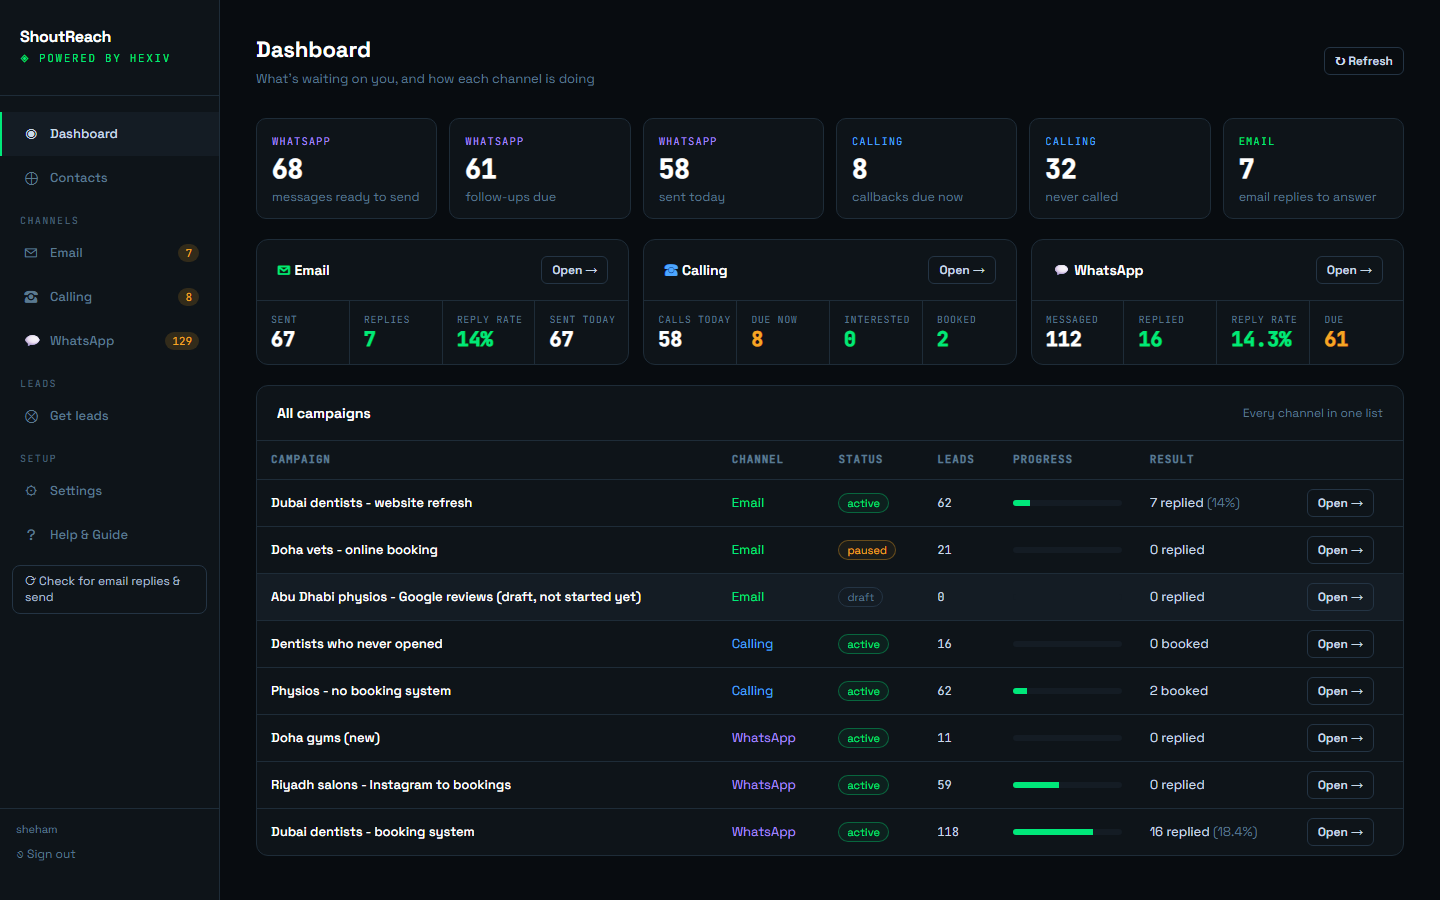 ShoutReach
◈ POWERED BY HEXIV
Dashboard
Contacts
CHANNELS
Email 7
Calling 8
WhatsApp 129
LEADS
Get leads
SETUP
Settings
? Help & Guide
⟳ Check for email replies &
send
sheham
Sign out
Dashboard
What's waiting on you, and how each channel is doing
↻ Refresh
WHATSAPP
68
messages ready to send
WHATSAPP
61
follow-ups due
WHATSAPP
58
sent today
CALLING
8
callbacks due now
CALLING
32
never called
EMAIL
7
email replies to answer
Email Open →
SENT REPLIES REPLY RATE SENT TODAY
67 7 14% 67
Calling Open →
CALLS TODAY DUE NOW INTERESTED BOOKED
58 8 0 2
WhatsApp Open →
MESSAGED REPLIED REPLY RATE DUE
112 16 14.3% 61
All campaigns Every channel in one list
CAMPAIGN CHANNEL STATUS LEADS PROGRESS RESULT
Dubai dentists - website refresh Email active 62 7 replied (14%) Open →
Doha vets - online booking Email paused 21 0 replied Open →
Abu Dhabi physios - Google reviews (draft, not started yet) Email draft 0 0 replied Open →
Dentists who never opened Calling active 16 0 booked Open →
Physios - no booking system Calling active 62 2 booked Open →
Doha gyms (new) WhatsApp active 11 0 replied Open →
Riyadh salons - Instagram to bookings WhatsApp active 59 0 replied Open →
Dubai dentists - booking system WhatsApp active 118 16 replied (18.4%) Open →